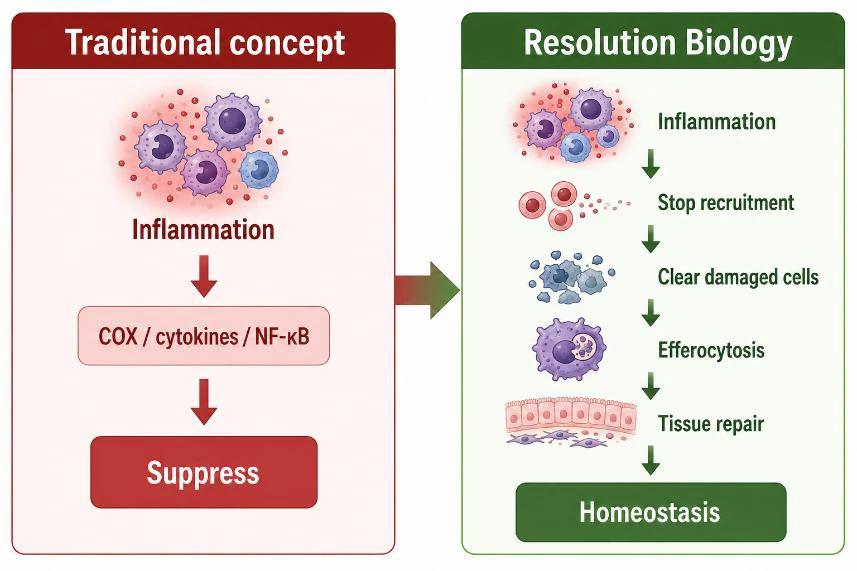 Traditional concept
Inflammation
COX / cytokines / NF-κB
Suppress
Resolution Biology
Inflammation
Stop recruitment
Clear damaged cells
Efferocytosis
Tissue repair
Homeostasis